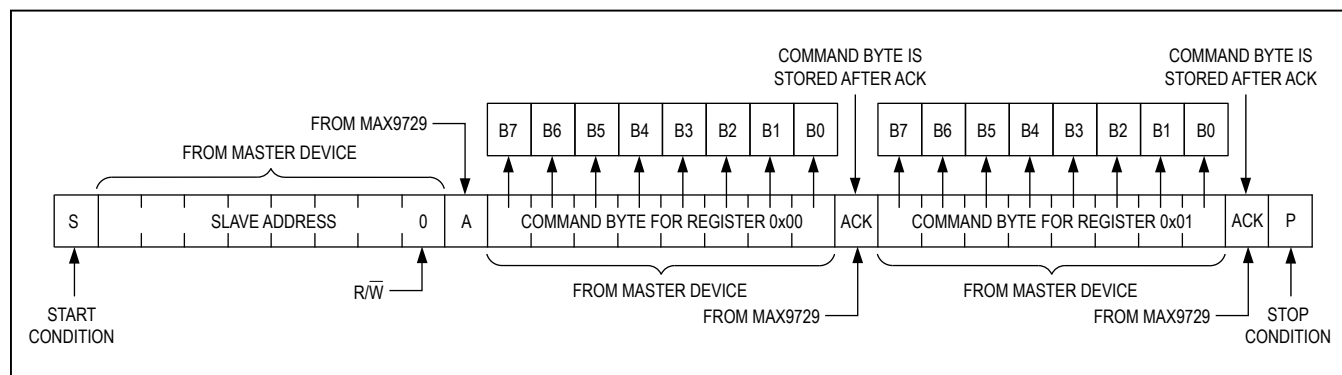 COMMAND BYTE IS
STORED AFTER ACK
COMMAND BYTE IS
STORED AFTER ACK
FROM MAX9729
B7 B6 B5 B4 B3 B2 B1 B0
B7 B6 B5 B4 B3 B2 B1 B0
FROM MASTER DEVICE
S SLAVE ADDRESS 0 A COMMAND BYTE FOR REGISTER 0x00 ACK COMMAND BYTE FOR REGISTER 0x01 ACK P
START
CONDITION
R/W̅
FROM MASTER DEVICE
FROM MAX9729
FROM MASTER DEVICE
FROM MAX9729
STOP
CONDITION